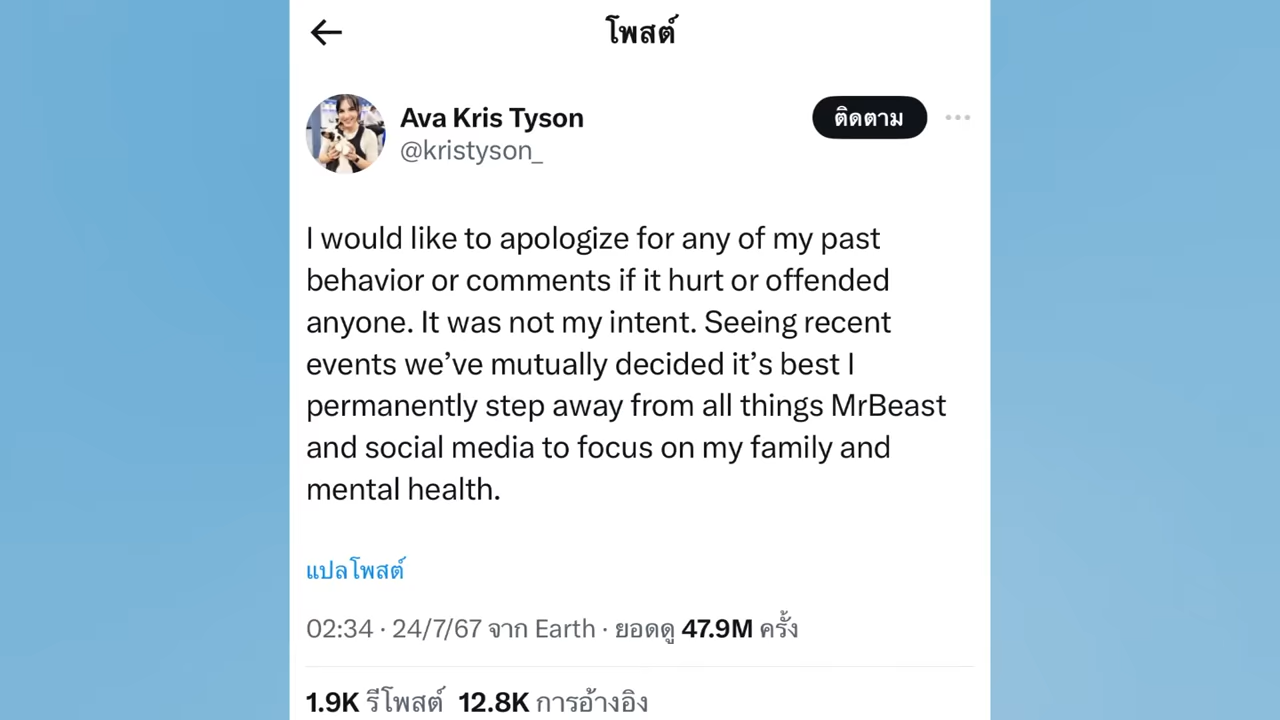 โพสต์
Ava Kris Tyson
@kristyson_
ติดตาม
I would like to apologize for any of my past
behavior or comments if it hurt or offended
anyone. It was not my intent. Seeing recent
events we’ve mutually decided it’s best I
permanently step away from all things MrBeast
and social media to focus on my family and
mental health.
แปลโพสต์
02:34 · 24/7/67 จาก Earth · ยอดดู 47.9M ครั้ง
1.9K รีโพสต์ 12.8K การอ้างอิง